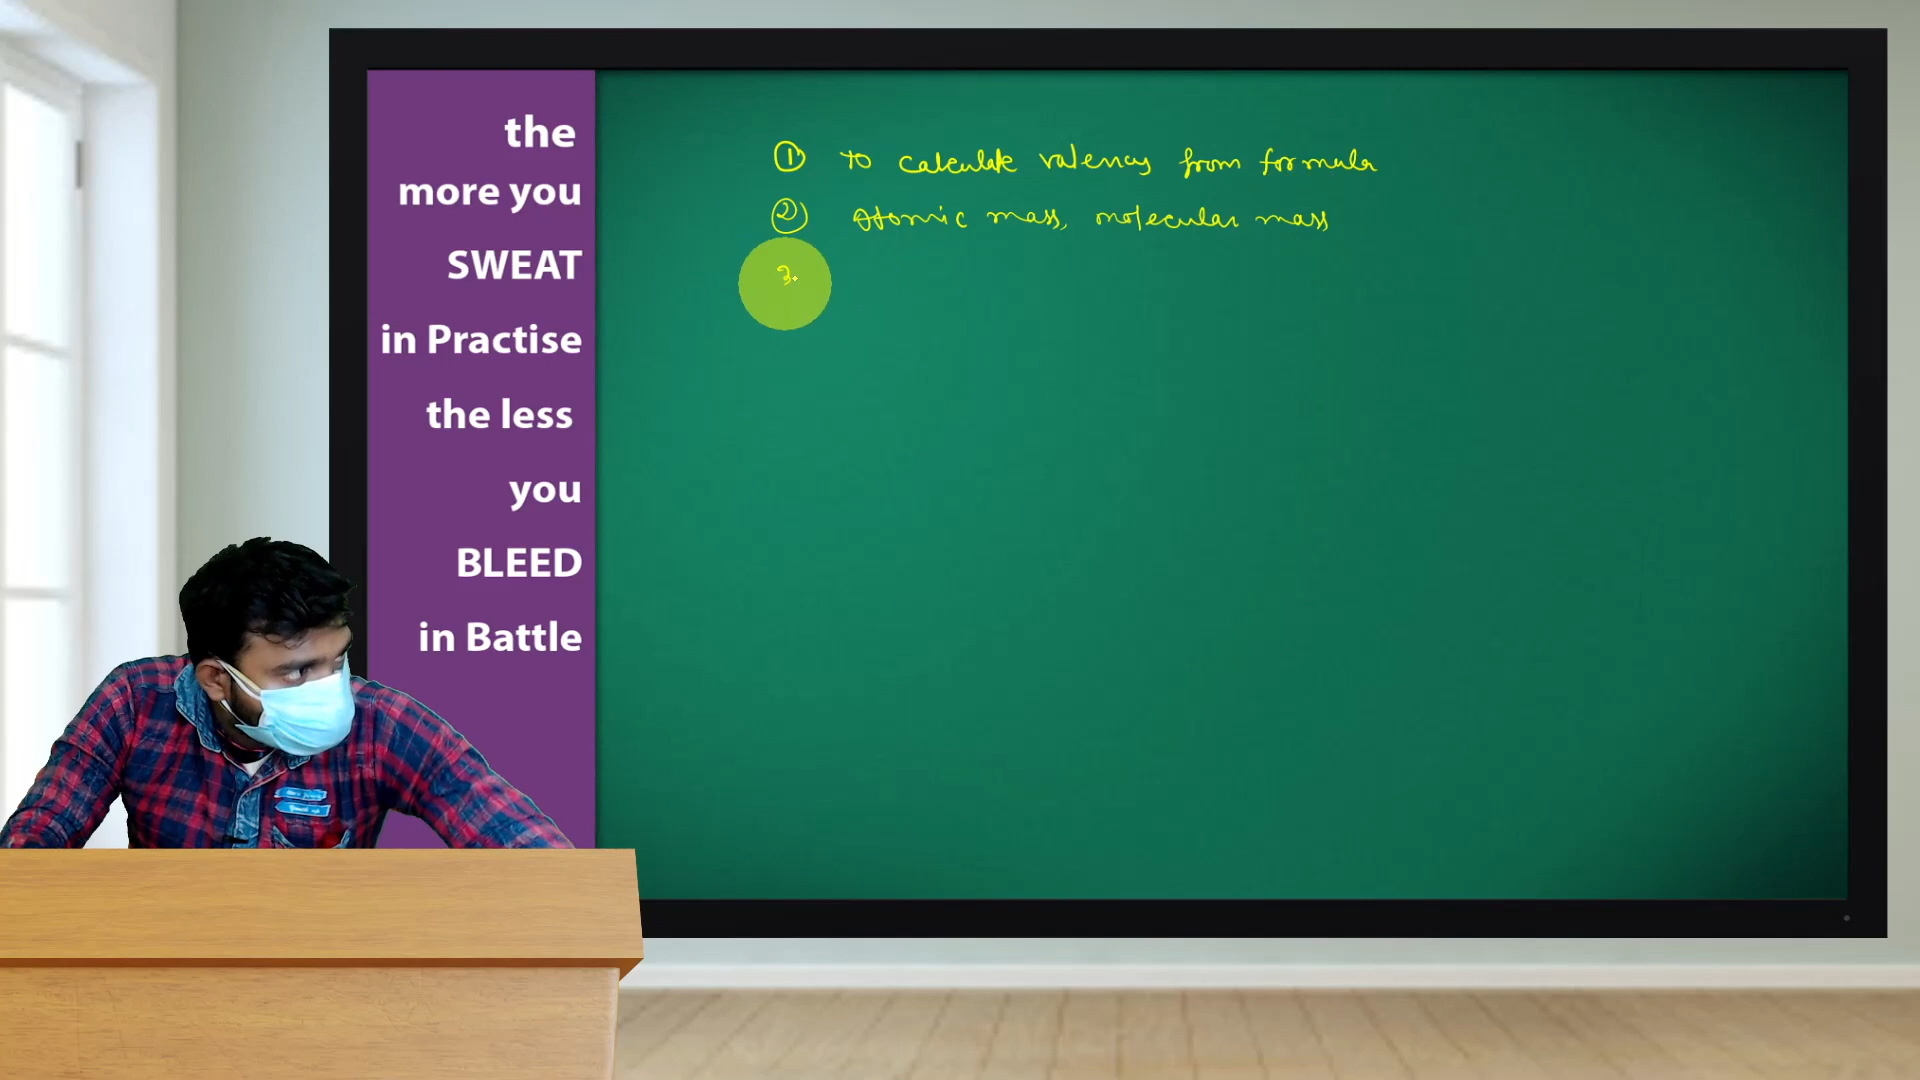 the
more you
SWEAT
in Practise
the less
you
BLEED
in Battle
① to calculate valency from formula
② Atomic mass, molecular mass
3.